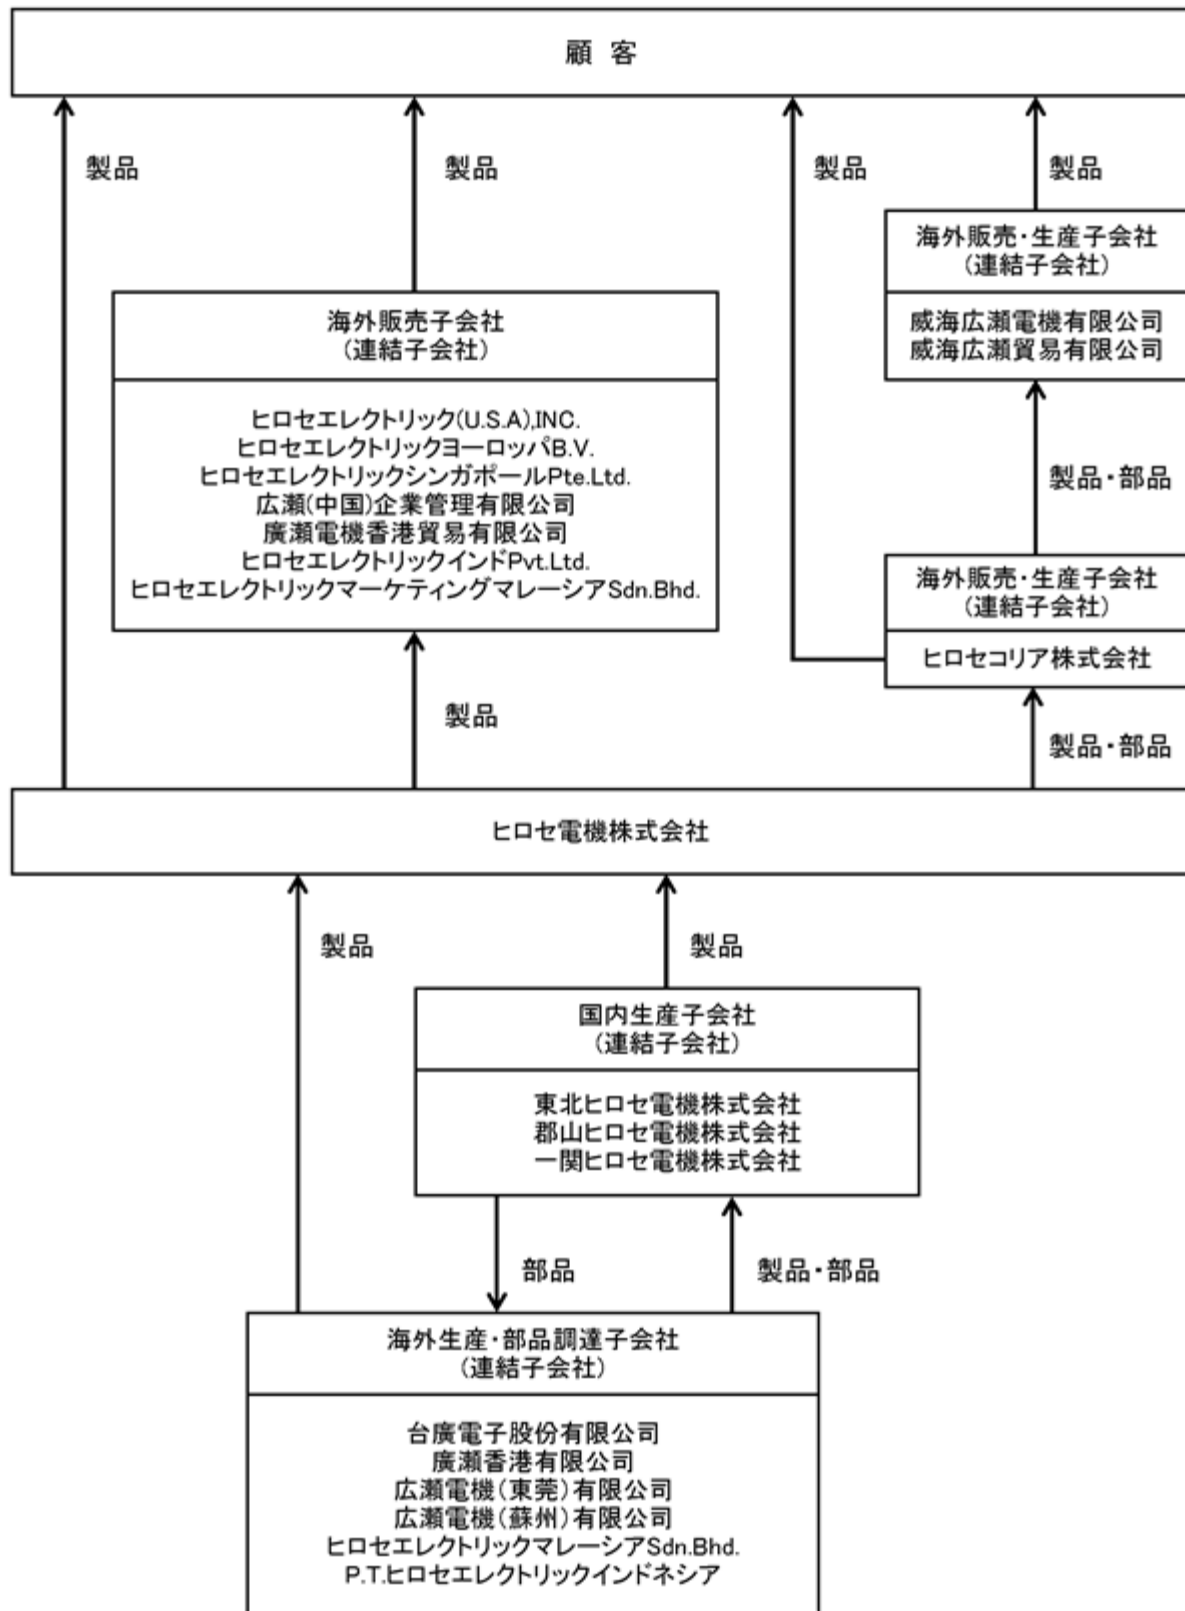 顧 客
製品
製品
製品
製品
海外販売・生産子会社
(連結子会社)
威海広瀬電機有限公司
威海広瀬貿易有限公司
海外販売子会社
(連結子会社)
ヒロセエレクトリック(U.S.A),INC.
ヒロセエレクトリックヨーロッパB.V.
ヒロセエレクトリックシンガポールPte.Ltd.
広瀬(中国)企業管理有限公司
廣瀬電機香港貿易有限公司
ヒロセエレクトリックインドPvt.Ltd.
ヒロセエレクトリックマーケティングマレーシアSdn.Bhd.
製品・部品
海外販売・生産子会社
(連結子会社)
ヒロセコリア株式会社
製品
製品・部品
ヒロセ電機株式会社
製品
製品
国内生産子会社
(連結子会社)
東北ヒロセ電機株式会社
郡山ヒロセ電機株式会社
一関ヒロセ電機株式会社
部品
製品・部品
海外生産・部品調達子会社
(連結子会社)
台廣電子股份有限公司
廣瀬香港有限公司
広瀬電機(東莞)有限公司
広瀬電機(蘇州)有限公司
ヒロセエレクトリックマレーシアSdn.Bhd.
P.T.ヒロセエレクトリックインドネシア